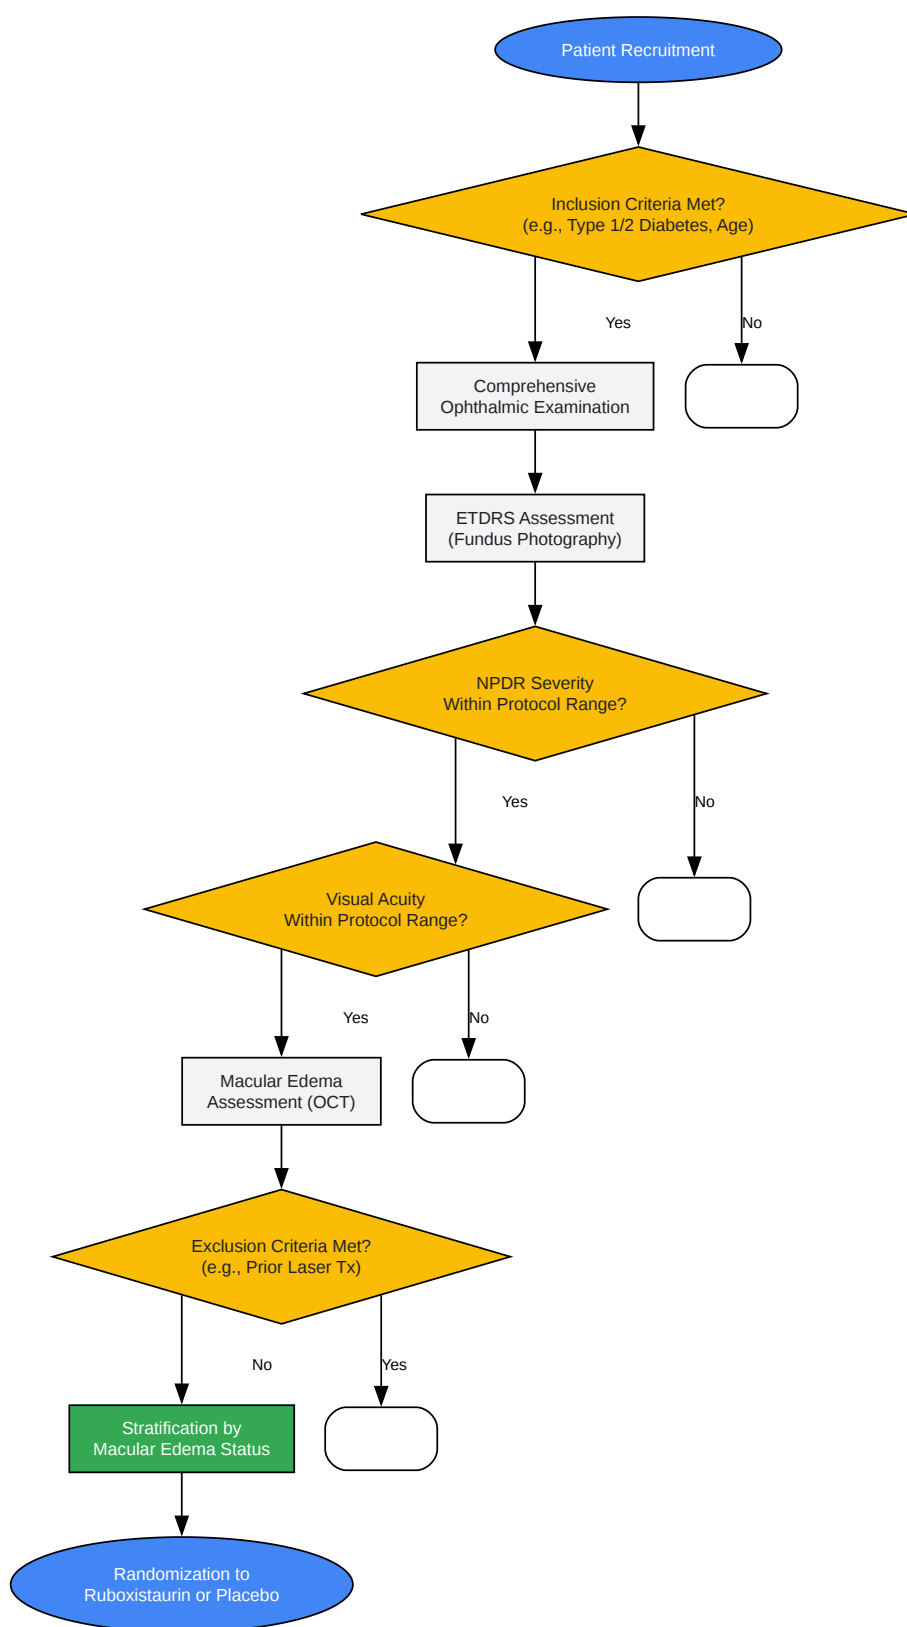 Patient Recruitment
Inclusion Criteria Met?
(e.g., Type 1/2 Diabetes, Age)
Yes
No
Comprehensive
Ophthalmic Examination
ETDRS Assessment
(Fundus Photography)
NPDR Severity
Within Protocol Range?
Yes
No
Visual Acuity
Within Protocol Range?
Yes
No
Macular Edema
Assessment (OCT)
Exclusion Criteria Met?
(e.g., Prior Laser Tx)
No
Yes
Stratification by
Macular Edema Status
Randomization to
Ruboxistaurin or Placebo